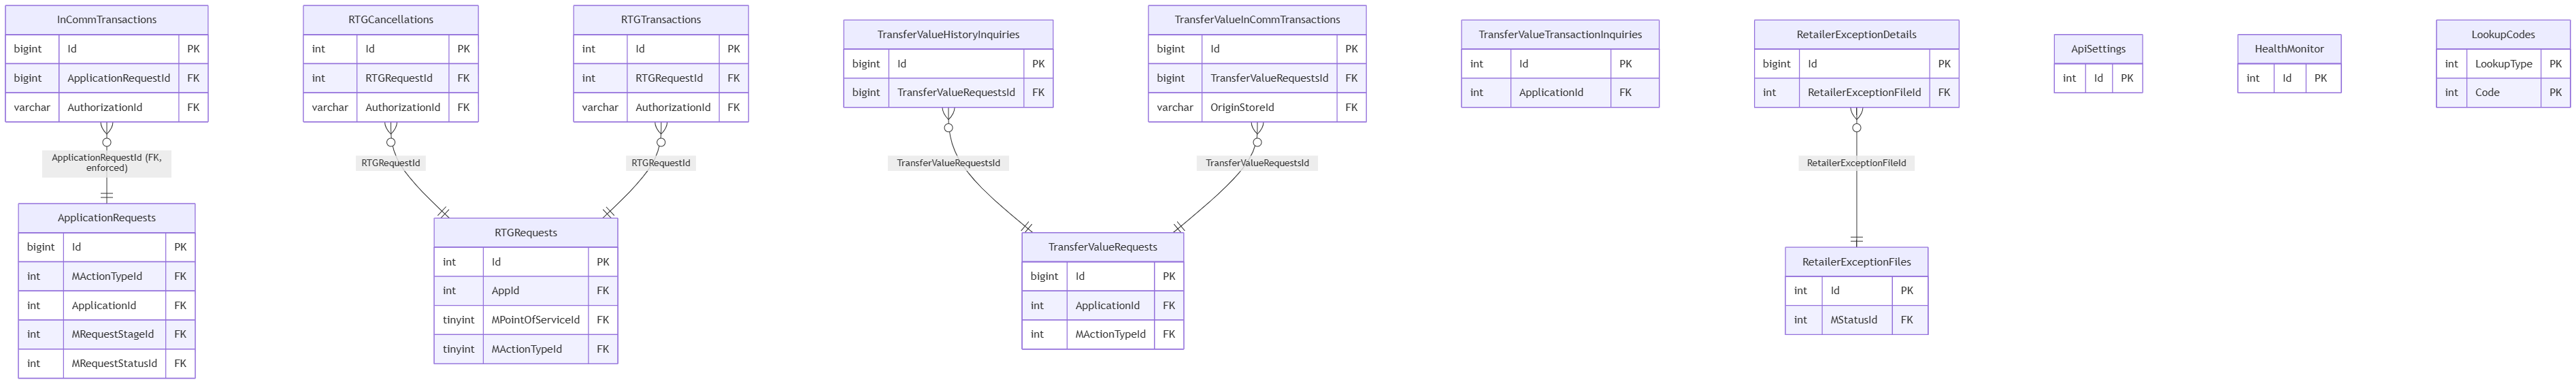 InCommTransactions
bigint Id PK
bigint ApplicationRequestId FK
varchar AuthorizationId FK
RTGCancellations
int Id PK
int RTGRequestId FK
varchar AuthorizationId FK
RTGTransactions
int Id PK
int RTGRequestId FK
varchar AuthorizationId FK
TransferValueHistoryInquiries
bigint Id PK
bigint TransferValueRequestsId FK
TransferValueInCommTransactions
bigint Id PK
bigint TransferValueRequestsId FK
varchar OriginStoreId FK
TransferValueTransactionInquiries
int Id PK
int ApplicationId FK
RetailerExceptionDetails
bigint Id PK
int RetailerExceptionFileId FK
ApiSettings
int Id PK
HealthMonitor
int Id PK
LookupCodes
int LookupType PK
int Code PK
ApplicationRequestId (FK,
enforced)
RTGRequestId
RTGRequestId
TransferValueRequestsId
TransferValueRequestsId
RetailerExceptionFileId
ApplicationRequests
bigint Id PK
int MActionTypeId FK
int ApplicationId FK
int MRequestStageId FK
int MRequestStatusId FK
RTGRequests
int Id PK
int AppId FK
tinyint MPointOfServiceId FK
tinyint MActionTypeId FK
TransferValueRequests
bigint Id PK
int ApplicationId FK
int MActionTypeId FK
RetailerExceptionFiles
int Id PK
int MStatusId FK